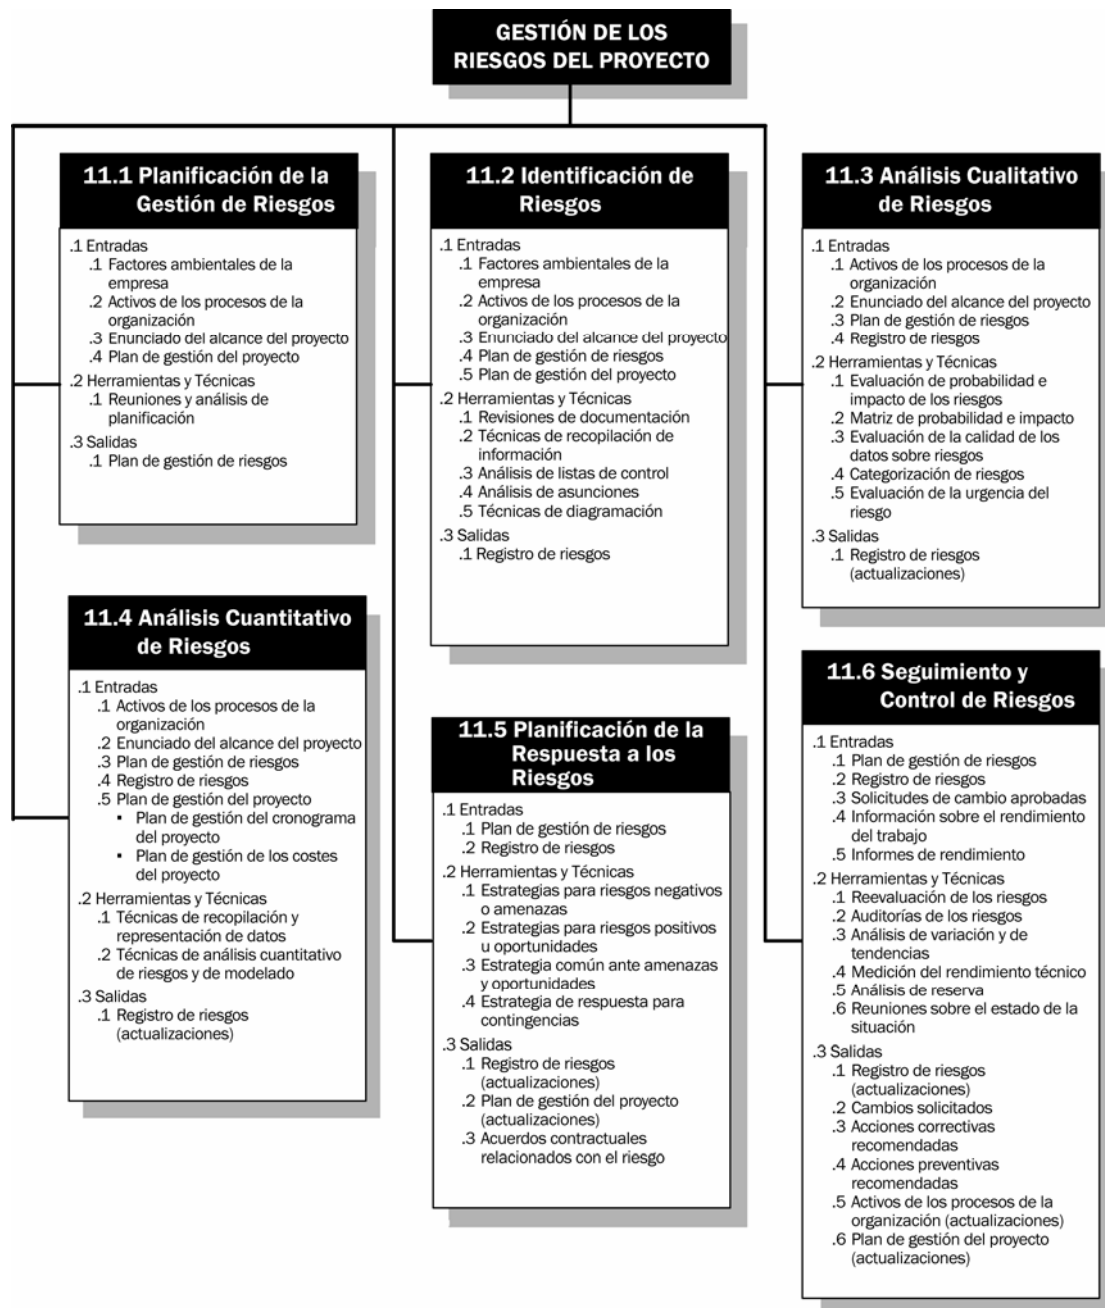 GESTIÓN DE LOS
RIESGOS DEL PROYECTO
11.1 Planificación de la
Gestión de Riesgos
.1 Entradas
.1 Factores ambientales de la
empresa
.2 Activos de los procesos de la
organización
.3 Enunciado del alcance del proyecto
.4 Plan de gestión del proyecto
.2 Herramientas y Técnicas
.1 Reuniones y análisis de
planificación
.3 Salidas
.1 Plan de gestión de riesgos
11.2 Identificación de
Riesgos
.1 Entradas
.1 Factores ambientales de la
empresa
.2 Activos de los procesos de la
organización
.3 Enunciado del alcance del proyecto
.4 Plan de gestión de riesgos
.5 Plan de gestión del proyecto
.2 Herramientas y Técnicas
.1 Revisiones de documentación
.2 Técnicas de recopilación de
información
.3 Análisis de listas de control
.4 Análisis de asunciones
.5 Técnicas de diagramación
.3 Salidas
.1 Registro de riesgos
11.3 Análisis Cualitativo
de Riesgos
.1 Entradas
.1 Activos de los procesos de la
organización
.2 Enunciado del alcance del proyecto
.3 Plan de gestión de riesgos
.4 Registro de riesgos
.2 Herramientas y Técnicas
.1 Evaluación de probabilidad e
impacto de los riesgos
.2 Matriz de probabilidad e impacto
.3 Evaluación de la calidad de los
datos sobre riesgos
.4 Categorización de riesgos
.5 Evaluación de la urgencia del
riesgo
.3 Salidas
.1 Registro de riesgos
(actualizaciones)
11.4 Análisis Cuantitativo
de Riesgos
.1 Entradas
.1 Activos de los procesos de la
organización
.2 Enunciado del alcance del proyecto
.3 Plan de gestión de riesgos
.4 Registro de riesgos
.5 Plan de gestión del proyecto
▪ Plan de gestión del cronograma
del proyecto
▪ Plan de gestión de los costes
del proyecto
.2 Herramientas y Técnicas
.1 Técnicas de recopilación y
representación de datos
.2 Técnicas de análisis cuantitativo
de riesgos y de modelado
.3 Salidas
.1 Registro de riesgos
(actualizaciones)
11.5 Planificación de la
Respuesta a los
Riesgos
.1 Entradas
.1 Plan de gestión de riesgos
.2 Registro de riesgos
.2 Herramientas y Técnicas
.1 Estrategias para riesgos negativos
o amenazas
.2 Estrategias para riesgos positivos
u oportunidades
.3 Estrategia común ante amenazas
y oportunidades
.4 Estrategia de respuesta para
contingencias
.3 Salidas
.1 Registro de riesgos
(actualizaciones)
.2 Plan de gestión del proyecto
(actualizaciones)
.3 Acuerdos contractuales
relacionados con el riesgo
11.6 Seguimiento y
Control de Riesgos
.1 Entradas
.1 Plan de gestión de riesgos
.2 Registro de riesgos
.3 Solicitudes de cambio aprobadas
.4 Información sobre el rendimiento
del trabajo
.5 Informes de rendimiento
.2 Herramientas y Técnicas
.1 Reevaluación de los riesgos
.2 Auditorías de los riesgos
.3 Análisis de variación y de
tendencias
.4 Medición del rendimiento técnico
.5 Análisis de reserva
.6 Reuniones sobre el estado de la
situación
.3 Salidas
.1 Registro de riesgos
(actualizaciones)
.2 Cambios solicitados
.3 Acciones correctivas
recomendadas
.4 Acciones preventivas
recomendadas
.5 Activos de los procesos de la
organización (actualizaciones)
.6 Plan de gestión del proyecto
(actualizaciones)